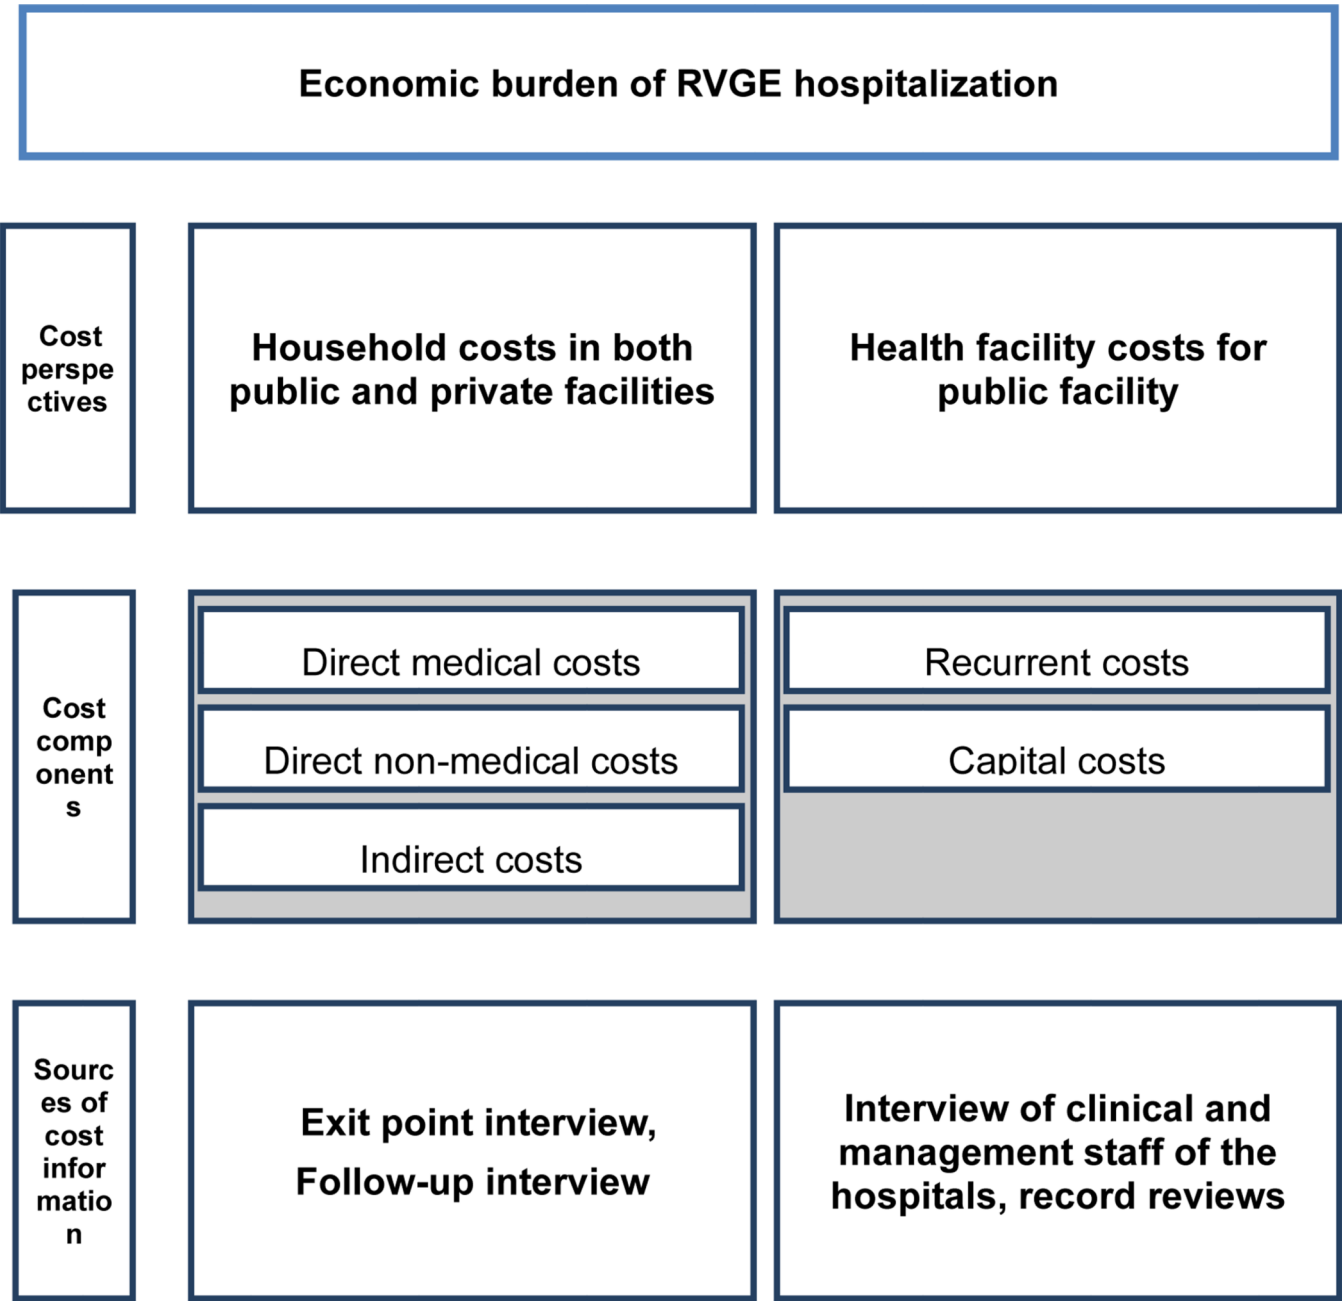 Economic burden of RVGE hospitalization
Cost
perspe
ctives
Household costs in both
public and private facilities
Health facility costs for
public facility
Cost
comp
onent
s
Direct medical costs
Direct non-medical costs
Indirect costs
Recurrent costs
Capital costs
Sourc
es of
cost
infor
matio
n
Exit point interview,
Follow-up interview
Interview of clinical and
management staff of the
hospitals, record reviews